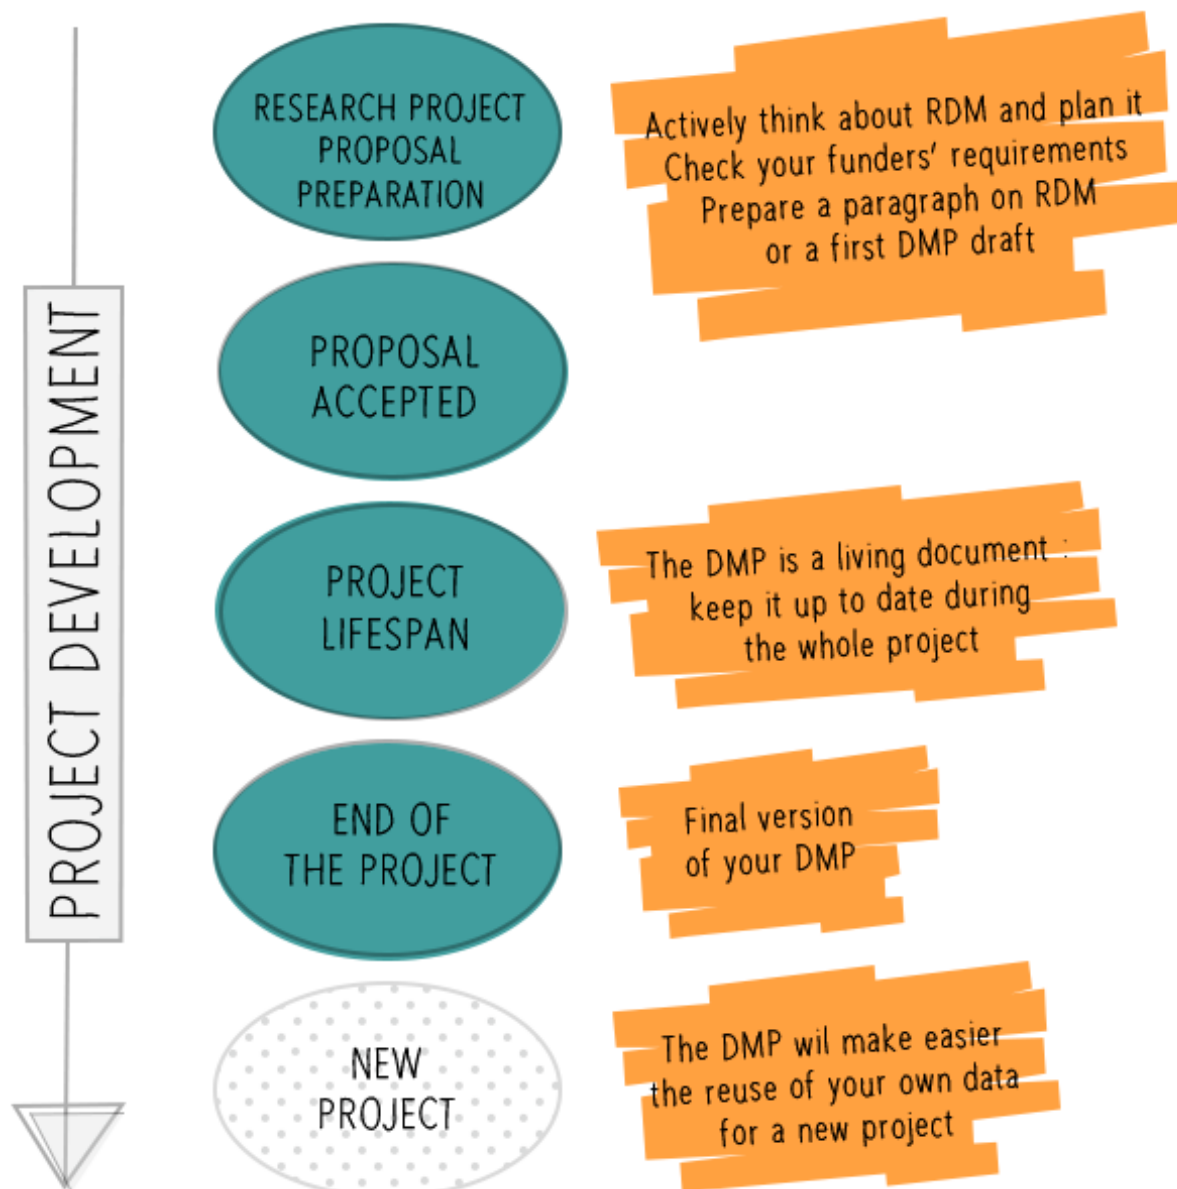 PROJECT DEVELOPMENT
RESEARCH PROJECT
PROPOSAL
PREPARATION
Actively think about RDM and plan it
Check your funders' requirements
Prepare a paragraph on RDM
or a first DMP draft
PROPOSAL
ACCEPTED
PROJECT
LIFESPAN
The DMP is a living document :
keep it up to date during
the whole project
END OF
THE PROJECT
Final version
of your DMP
NEW
PROJECT
The DMP wil make easier
the reuse of your own data
for a new project